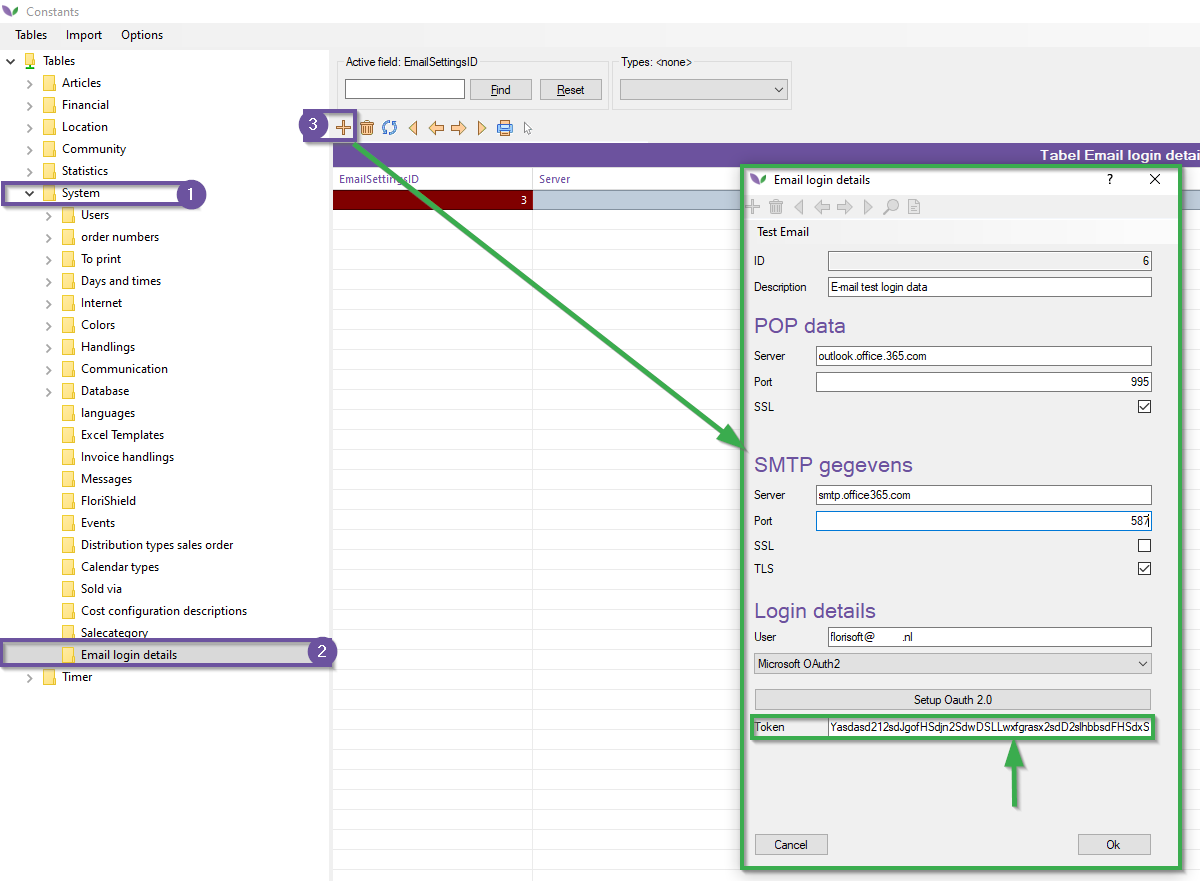 Constants
Tables Import Options
Tables
Articles
Financial
Location
Community
Statistics
System
1
Users
order numbers
To print
Days and times
Internet
Colors
Handlings
Communication
Database
languages
Excel Templates
Invoice handlings
Messages
FloriShield
Events
Distribution types sales order
Calendar types
Sold via
Cost configuration descriptions
Salecategory
Email login details
2
Timer
Active field: EmailSettingsID
Find Reset
Types: <none>
3
Tabel Email login detai
EmailSettingsID Server
3
Email login details ?
Test Email
ID 6
Description E-mail test login data
POP data
Server outlook.office.365.com
Port 995
SSL
SMTP gegevens
Server smtp.office365.com
Port 587
SSL
TLS
Login details
User florisoft@ .nl
Microsoft OAuth2
Setup Oauth 2.0
Token Yasdasd212sdJgofHSdjn2SdwDSLLwxfgrasx2sdD2slhbbsdFHSdxS
Cancel Ok